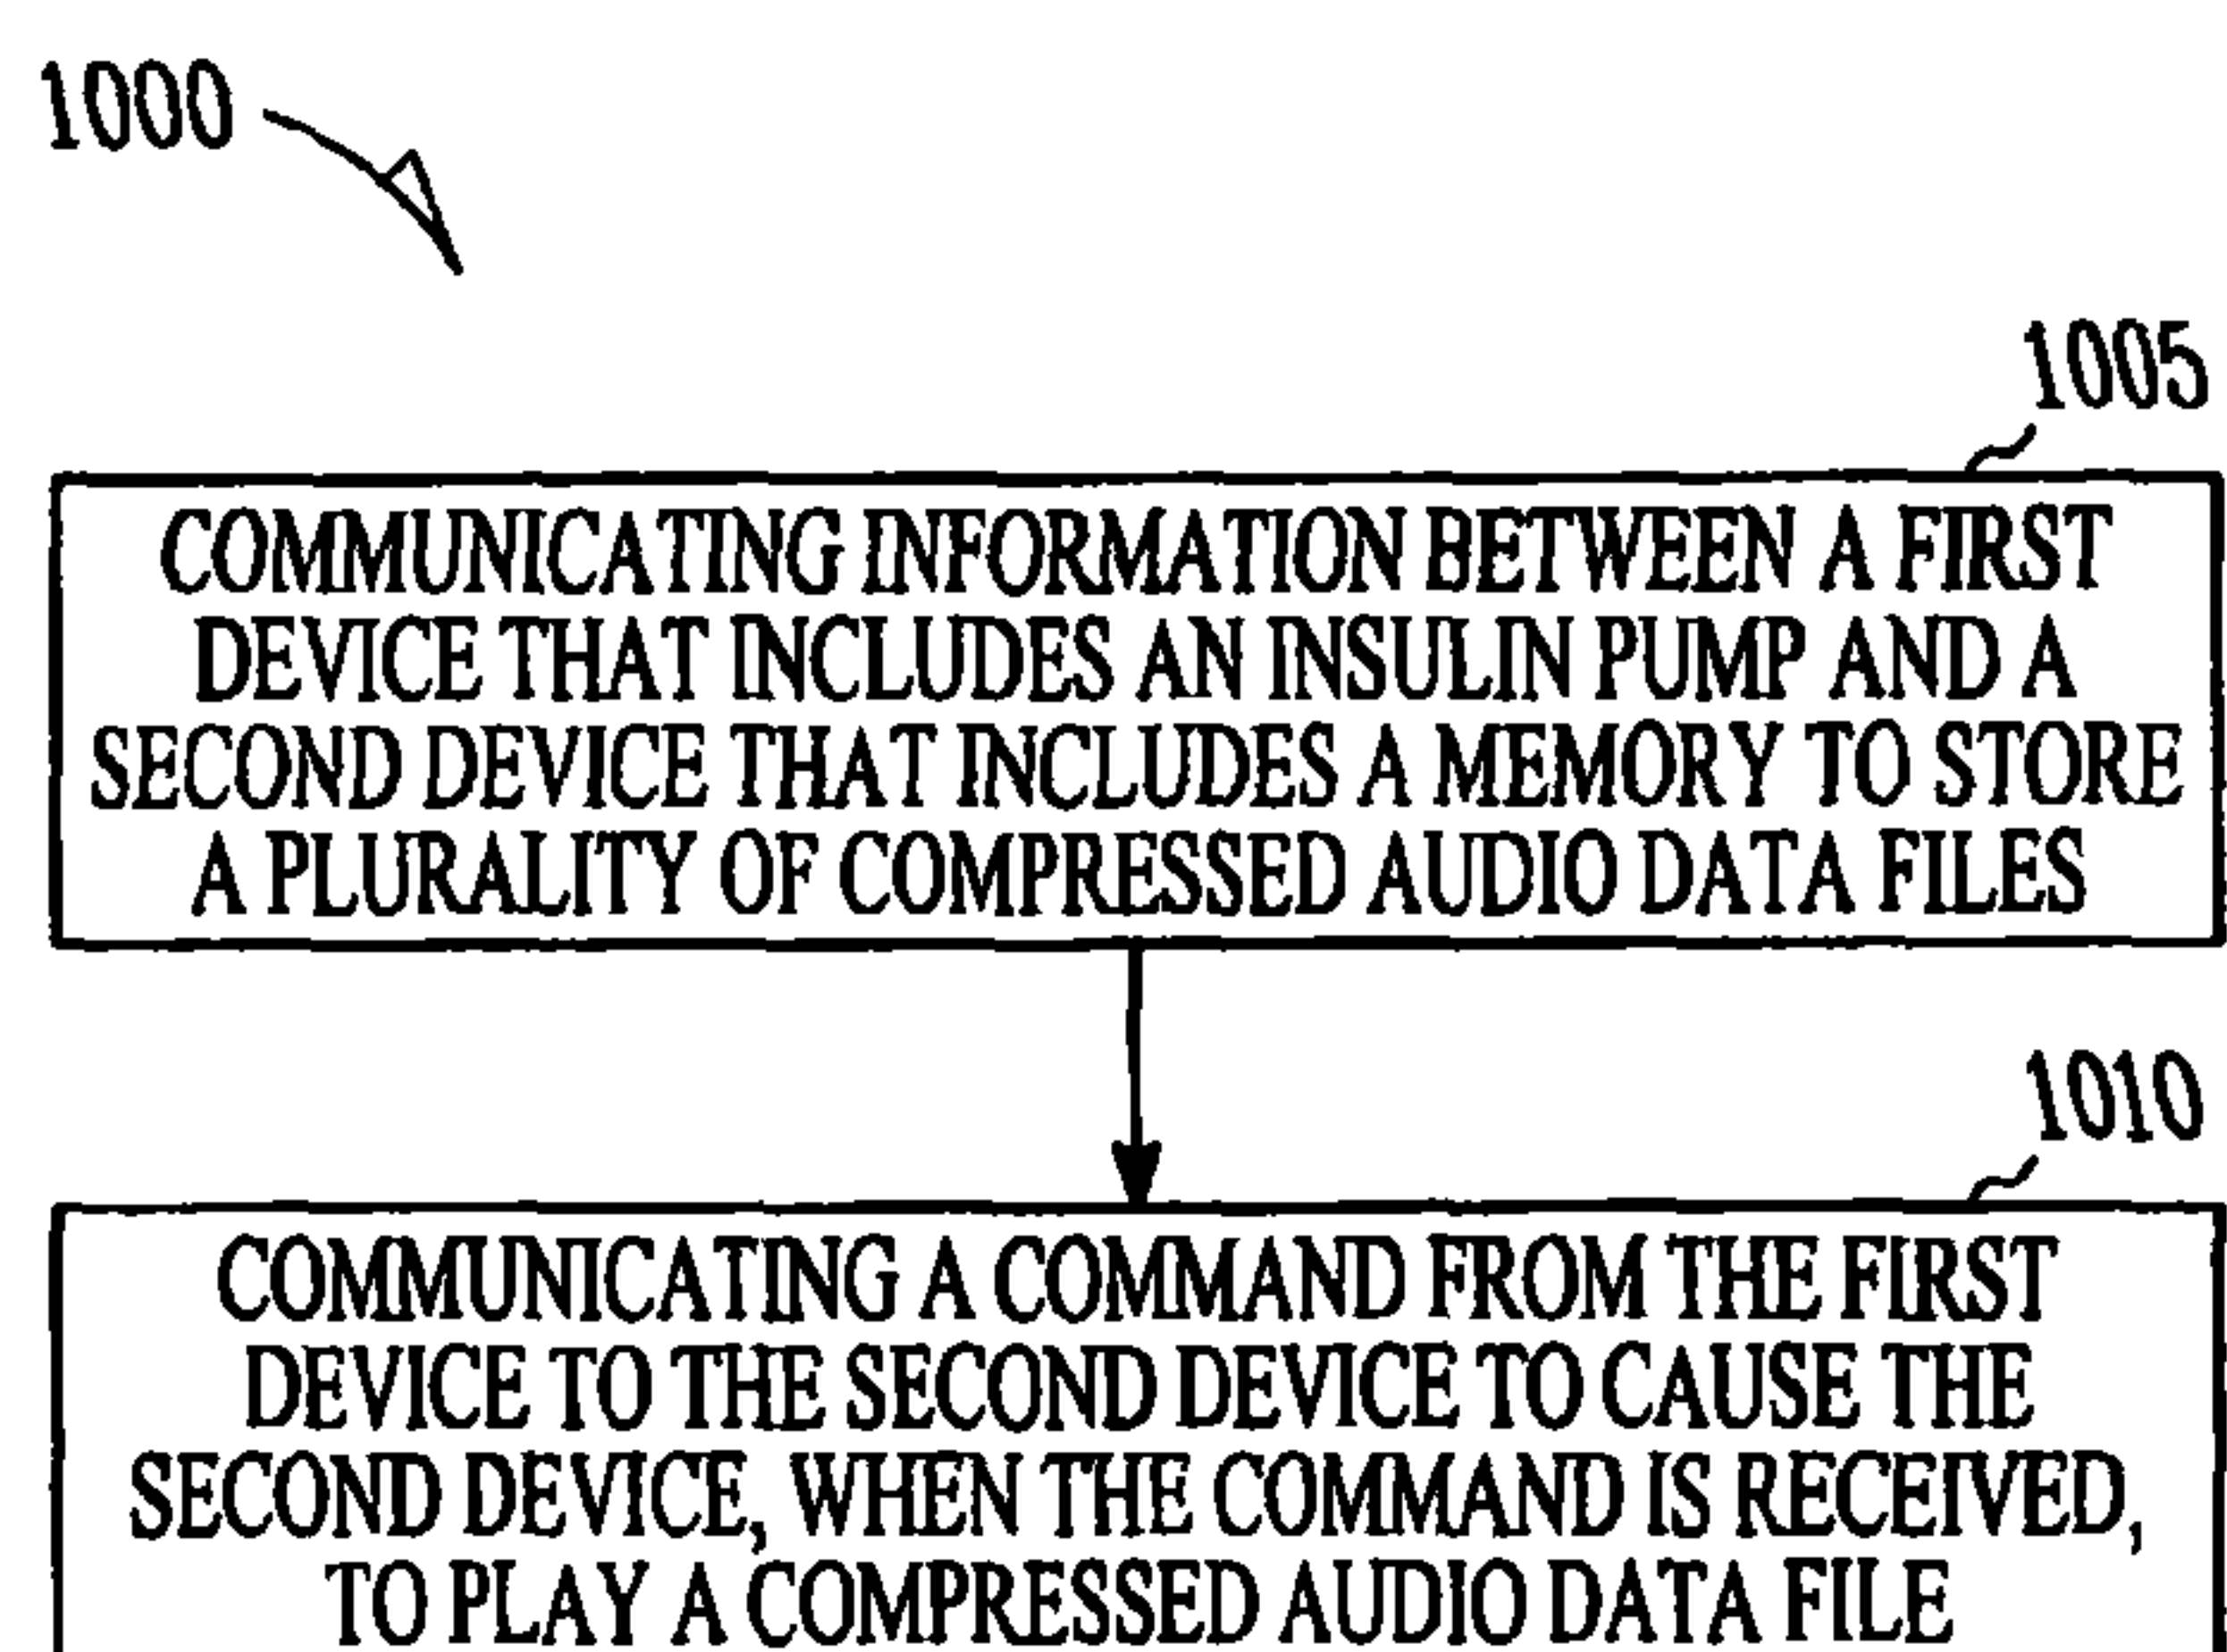 1000
1005
COMMUNICATING INFORMATION BETWEEN A FIRST
DEVICE THAT INCLUDES AN INSULIN PUMP AND A
SECOND DEVICE THAT INCLUDES A MEMORY TO STORE
A PLURALITY OF COMPRESSED AUDIO DATA FILES
1010
COMMUNICATING A COMMAND FROM THE FIRST
DEVICE TO THE SECOND DEVICE TO CAUSE THE
SECOND DEVICE, WHEN THE COMMAND IS RECEIVED,
TO PLAY A COMPRESSED AUDIO DATA FILE